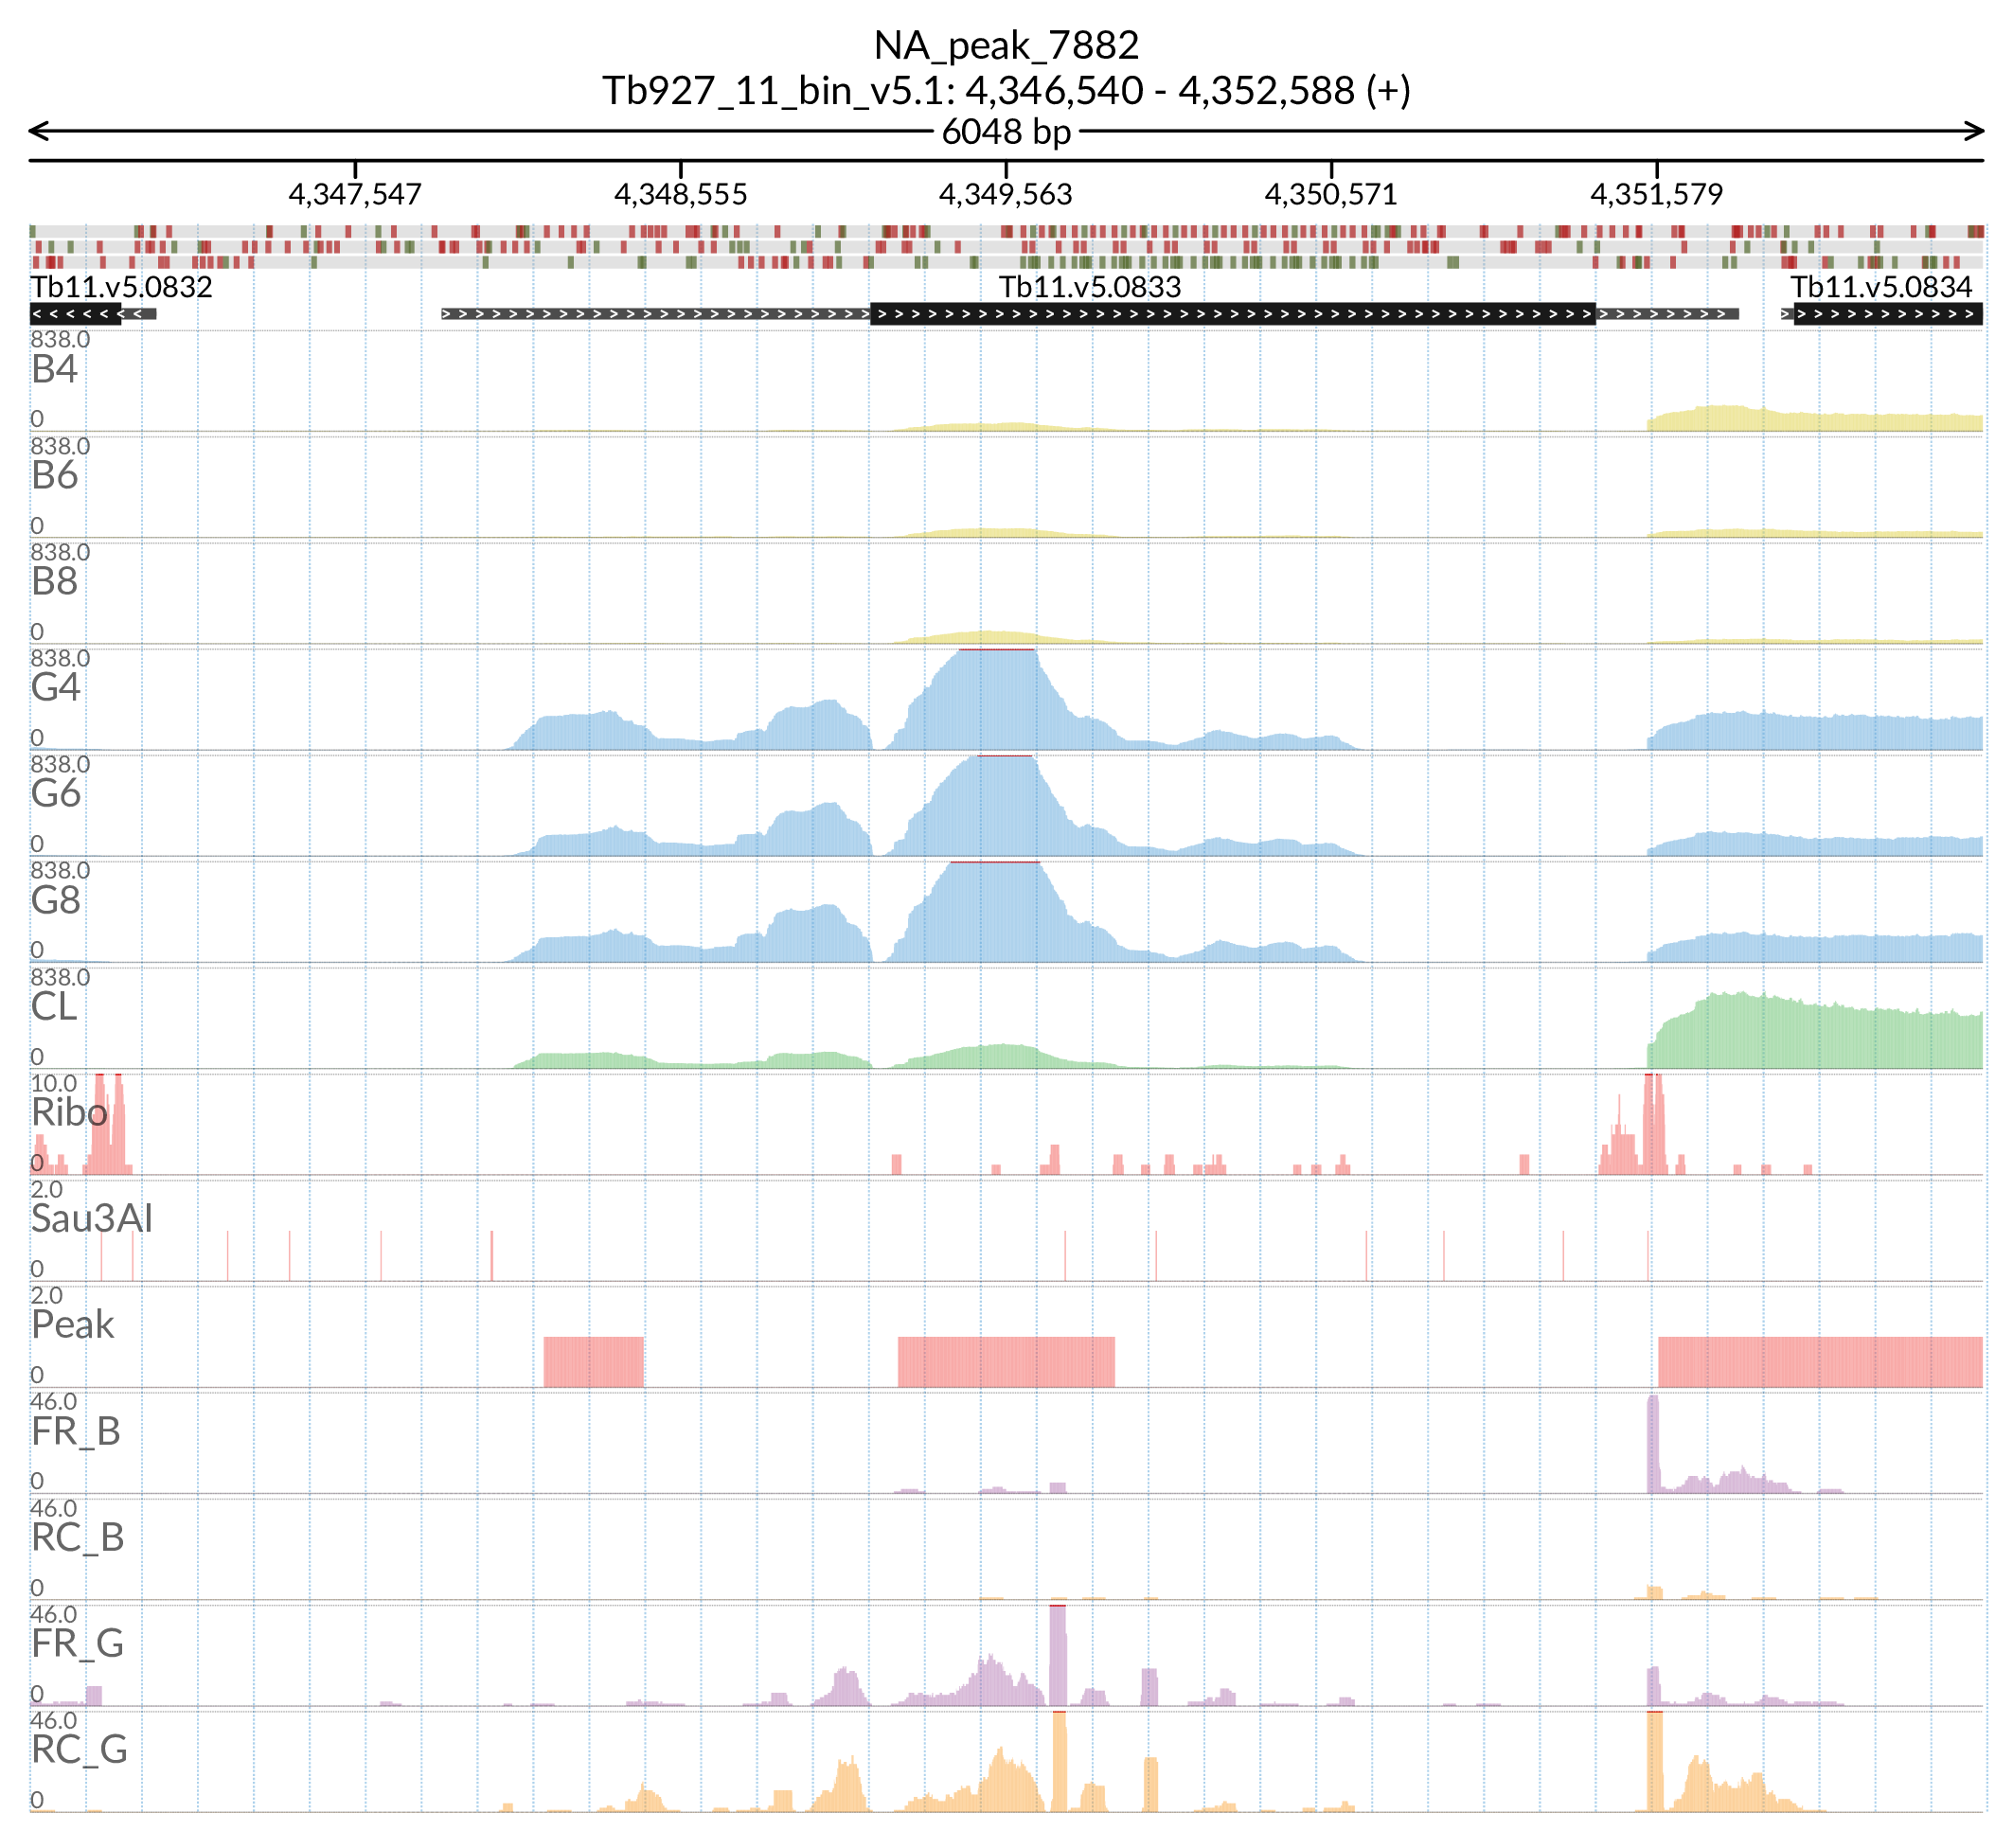 NA_peak_7882
Tb927_11_bin_v5.1: 4,346,540 - 4,352,588 (+)
6048 bp
4,347,547 4,348,555 4,349,563 4,350,571 4,351,579
Tb11.v5.0832 Tb11.v5.0833 Tb11.v5.0834
838.0
B4
0
838.0
B6
0
838.0
B8
0
838.0
G4
0
838.0
G6
0
838.0
G8
0
838.0
CL
0
10.0
Ribo
0
2.0
Sau3AI
0
2.0
Peak
0
46.0
FR_B
0
46.0
RC_B
0
46.0
FR_G
0
46.0
RC_G
0